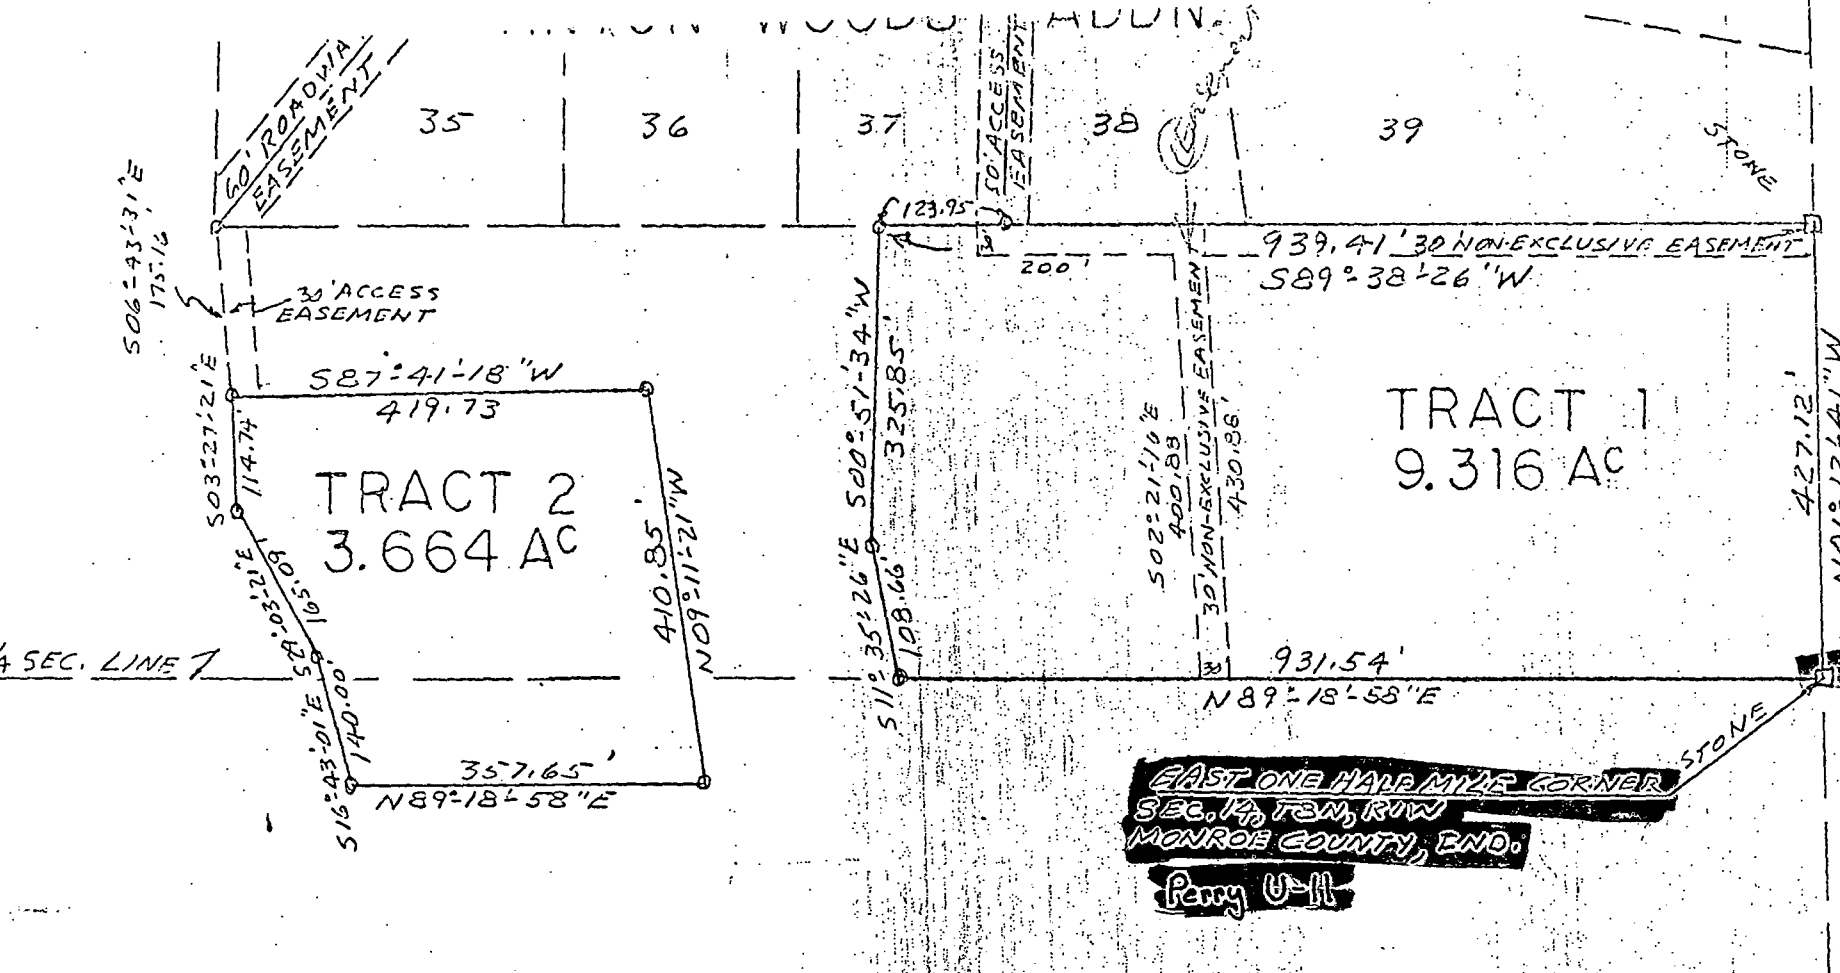 WOODS ADDN.
60' ROADWA
EASEMENT
35
36
37
50' ACCESS
EASEMENT
38
39
STONE
S06°-43'-31"E
175.16'
123.95
30'
939.41'
30' NON-EXCLUSIVE EASEMENT
200'
S89°-38'-26"W
30' ACCESS
EASEMENT
S87°-41'-18"W
419.73
S03°-27'-21"E
114.74'
TRACT 2
3.664 AC
S00°-51'-34"W
325.85'
S02°-21'-16"E
400.88
30' NON-EXCLUSIVE EASEMENT
430.86'
TRACT 1
9.316 AC
427.12'
165.09'
410.85'
N09°-11'-21"W
S11°-35'-26"E
108.66'
SEC. LINE
30'
931.54'
N89°-18'-58"E
S16°-43'-01"E
140.00'
357.65'
N89°-18'-58"E
STONE
EAST ONE HALF MILE CORNER
SEC. 14, T8N, R1W
MONROE COUNTY, IND.
Perry U-11